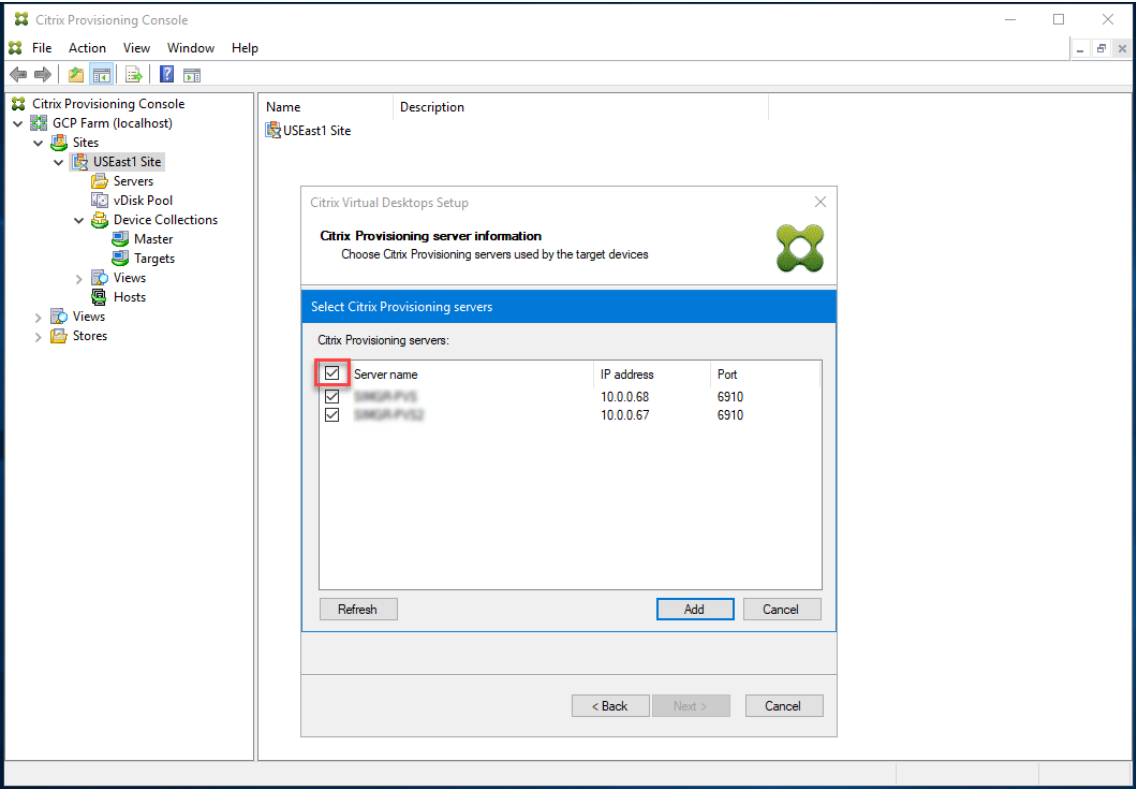 Citrix Provisioning Console
File Action View Window Help
Citrix Provisioning Console
GCP Farm (localhost)
Sites
USEast1 Site
Servers
vDisk Pool
Device Collections
Master
Targets
Views
Hosts
Views
Stores
Name Description
USEast1 Site
Citrix Virtual Desktops Setup
Citrix Provisioning server information
Choose Citrix Provisioning servers used by the target devices
Select Citrix Provisioning servers
Citrix Provisioning servers:
Server name IP address Port
10.0.0.68 6910
10.0.0.67 6910
Refresh Add Cancel
< Back Next > Cancel